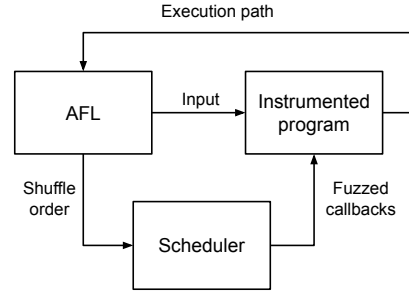 Execution path
AFL
Input
Instrumented
program
Shuffle
order
Fuzzed
callbacks
Scheduler